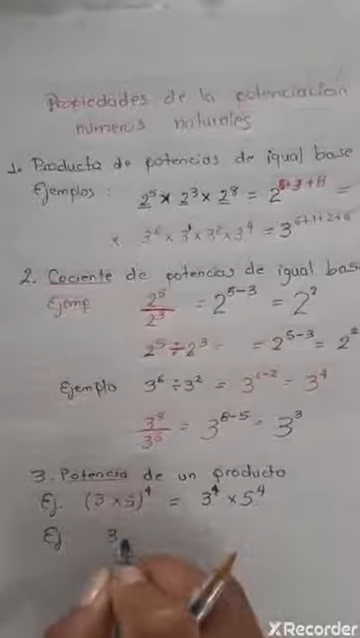 Propiedades de la potenciación
números naturales
1. Producto de potencias de igual base
Ejemplos : 2⁵ × 2³ × 2⁸ = 2⁵⁺³⁺⁸ =
× 3⁶ × 3¹ × 3² × 3⁴ = 3⁶⁺¹⁺²⁺⁴
2. Cociente de potencias de igual bas
Ejemp 2⁵/2³ = 2⁵⁻³ = 2²
2⁵ ÷ 2³ = = 2⁵⁻³ = 2²
Ejemplo 3⁶ ÷ 3² = 3⁶⁻² = 3⁴
3⁸/3⁵ = 3⁸⁻⁵ = 3³
3. Potencia de un producto
Ej. (3 × 5)⁴ = 3⁴ × 5⁴
Ej 3
XRecorder